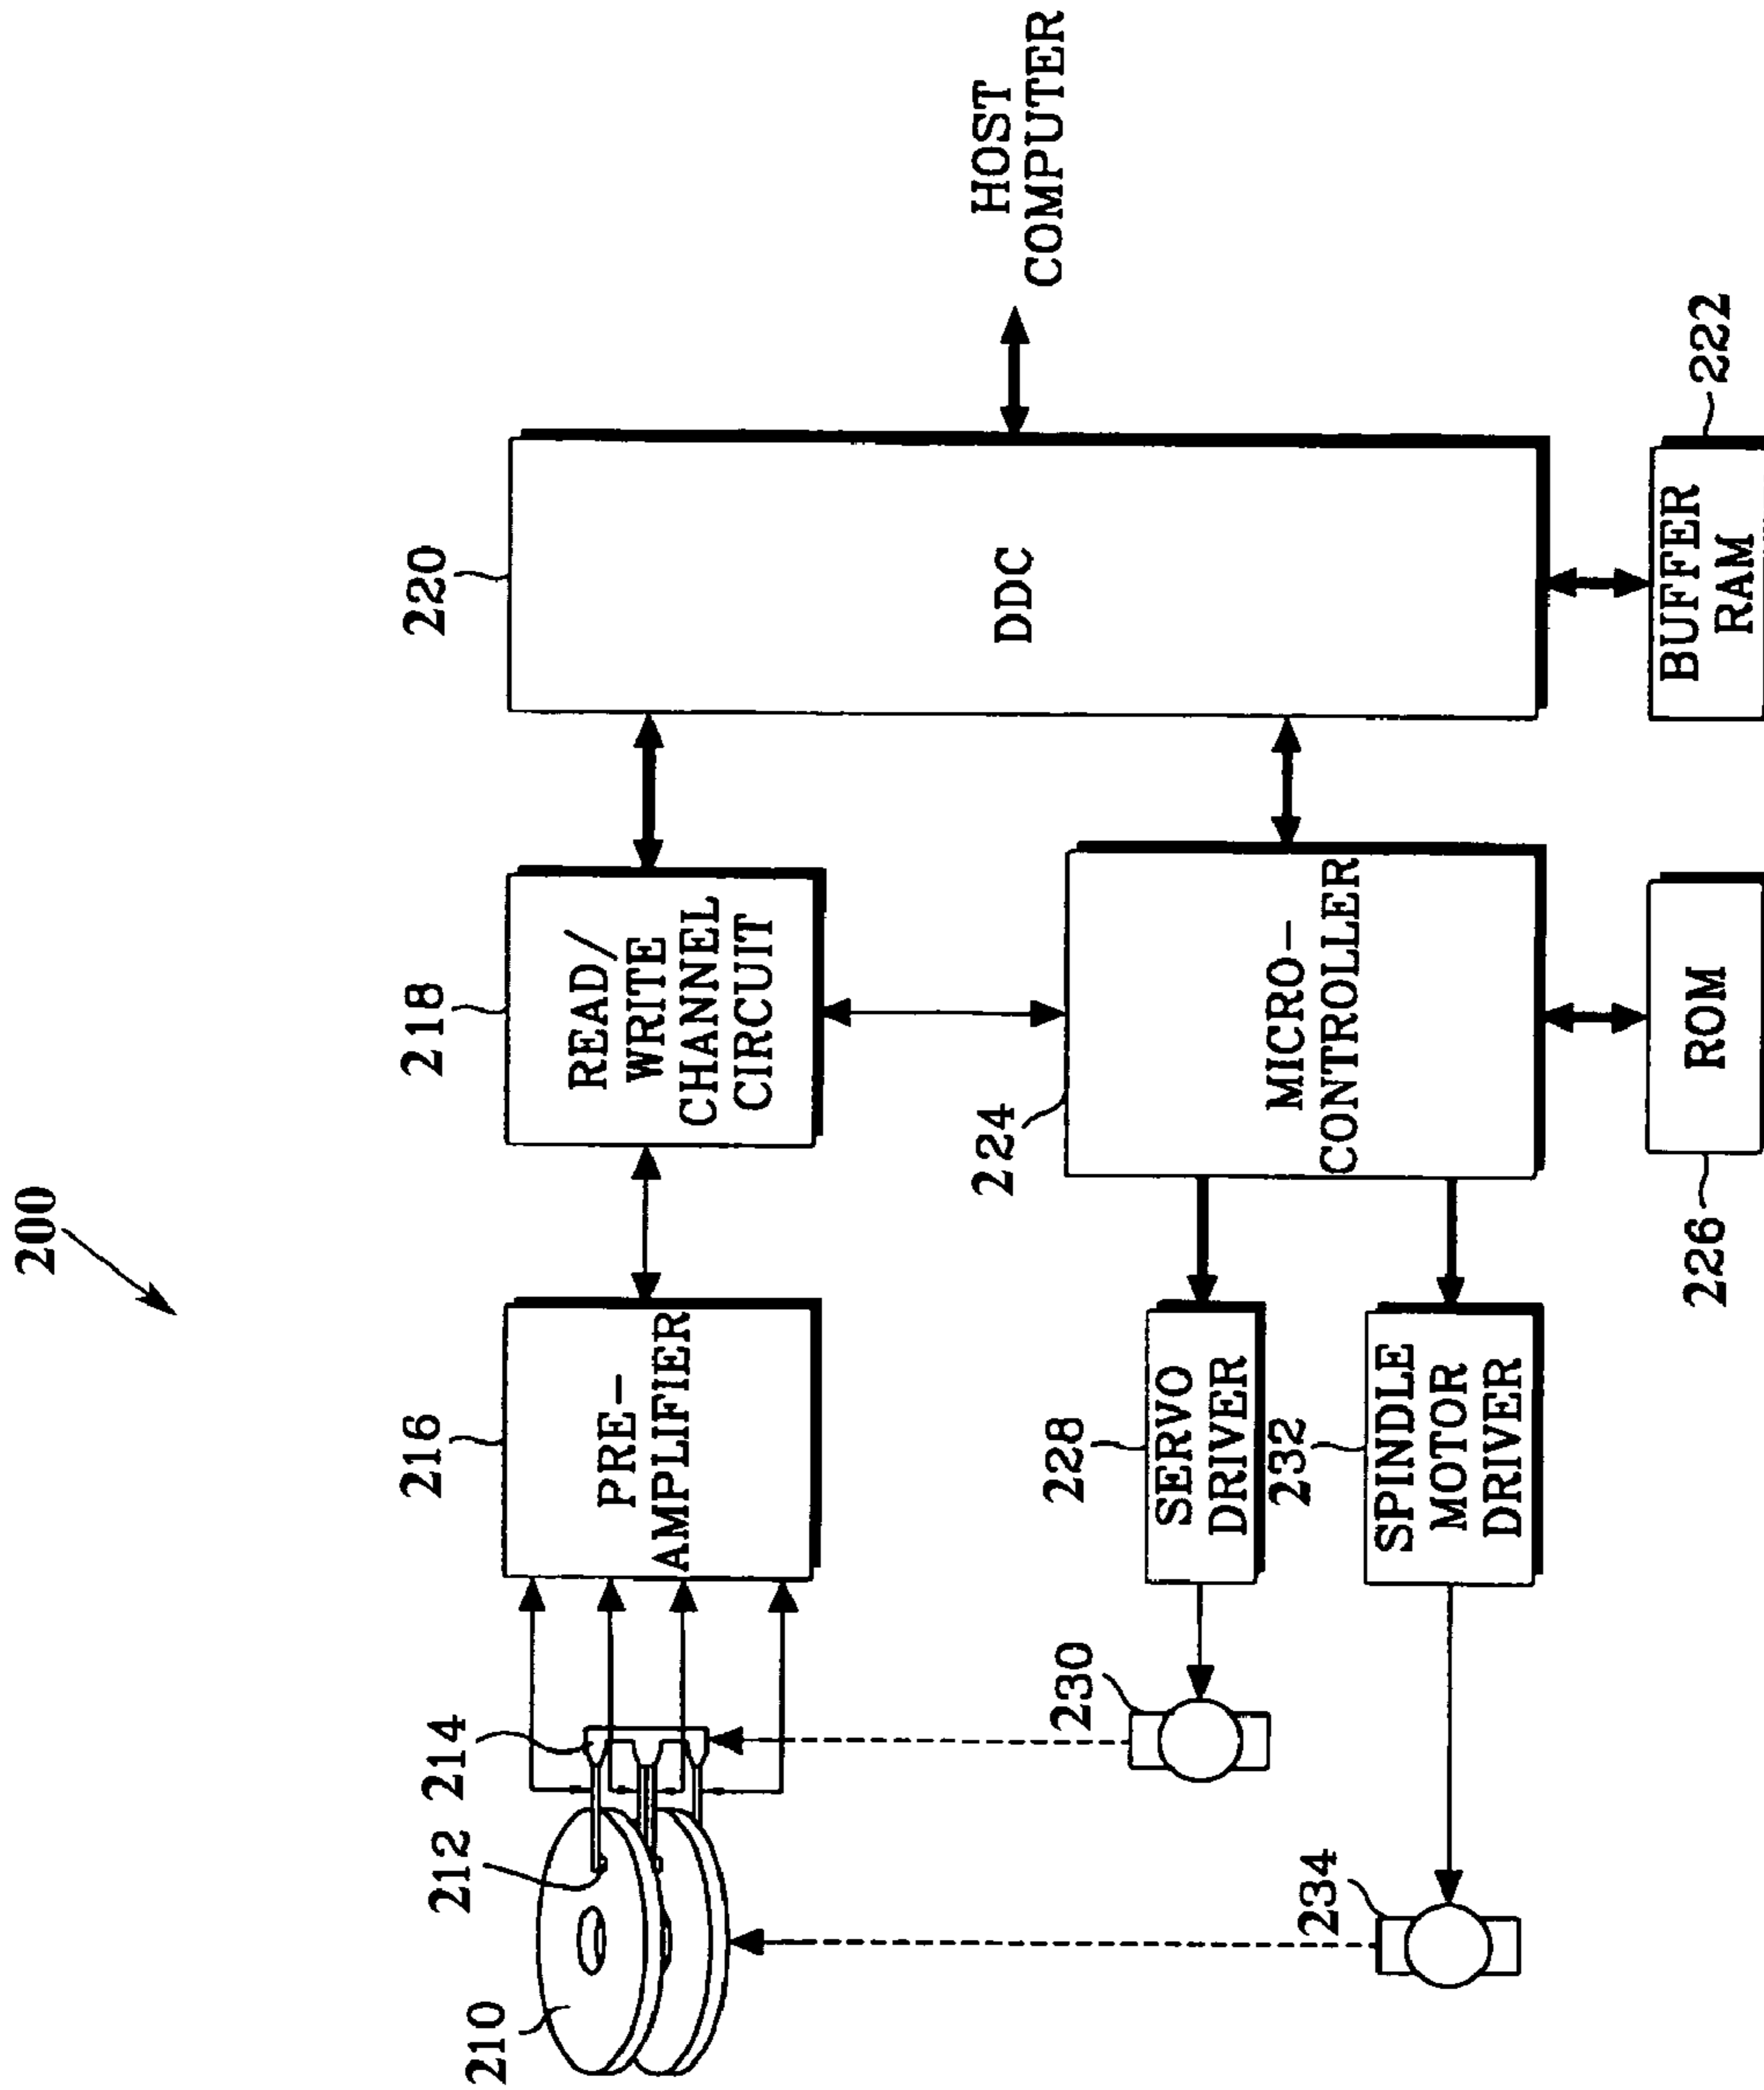 200
210
212
214
216
PRE-
AMPLIFIER
218
READ/
WRITE
CHANNEL
CIRCUIT
220
DDC
HOST
COMPUTER
224
MICRO-
CONTROLLER
228
SERVO
DRIVER
230
232
SPINDLE
MOTOR
DRIVER
234
226
ROM
222
BUFFER
RAM